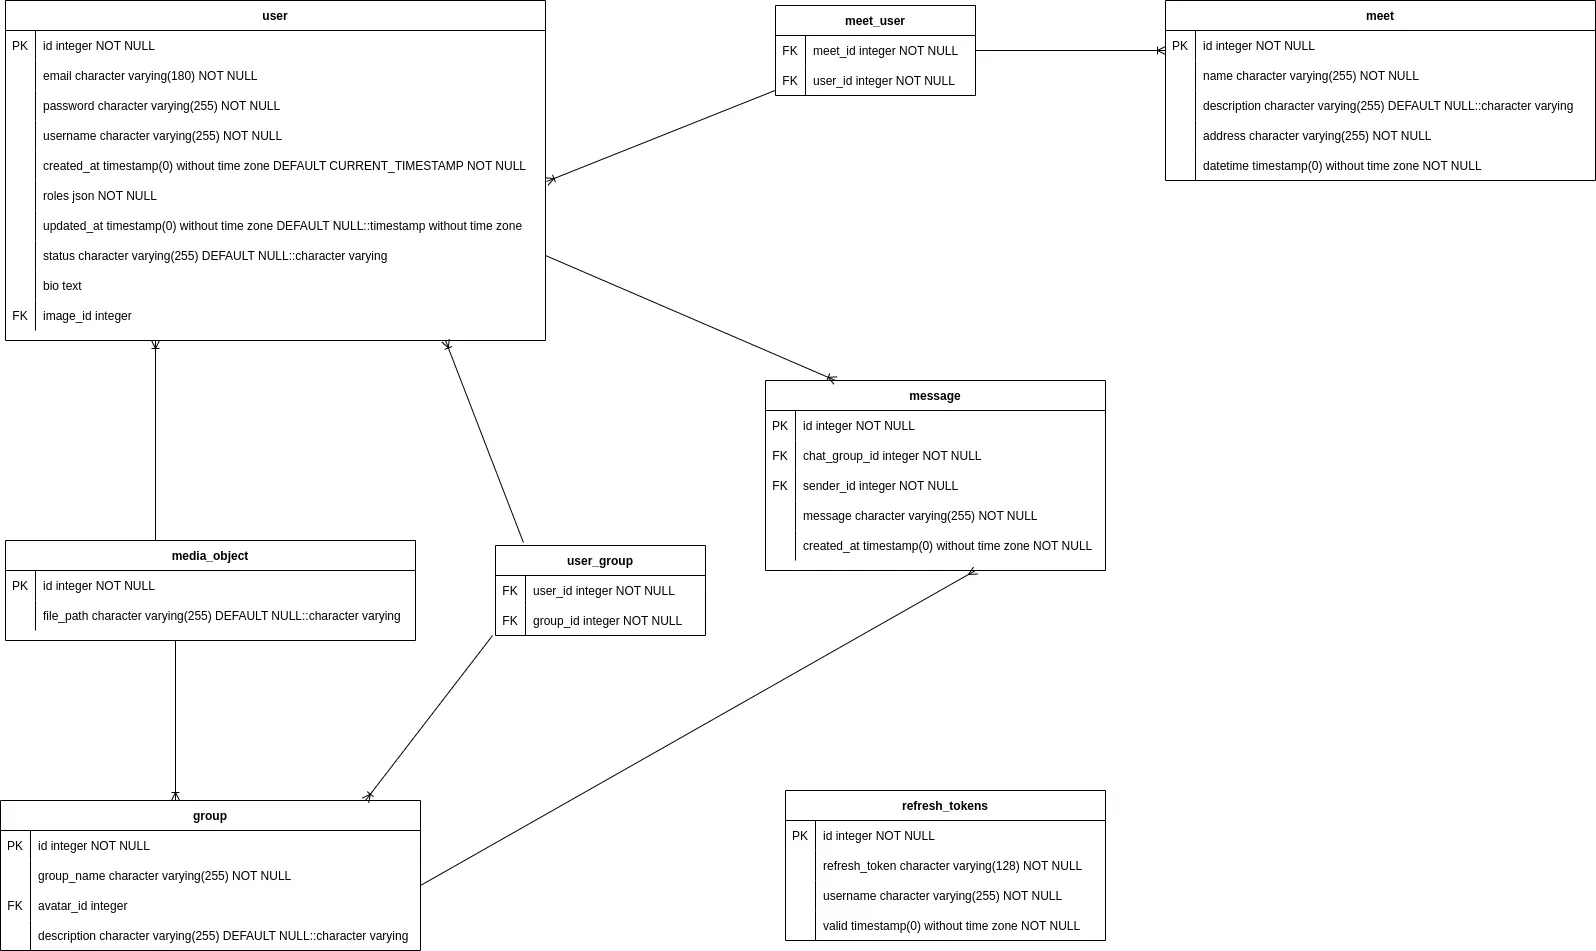 user
PK id integer NOT NULL
email character varying(180) NOT NULL
password character varying(255) NOT NULL
username character varying(255) NOT NULL
created_at timestamp(0) without time zone DEFAULT CURRENT_TIMESTAMP NOT NULL
roles json NOT NULL
updated_at timestamp(0) without time zone DEFAULT NULL::timestamp without time zone
status character varying(255) DEFAULT NULL::character varying
bio text
FK image_id integer
meet_user
FK meet_id integer NOT NULL
FK user_id integer NOT NULL
meet
PK id integer NOT NULL
name character varying(255) NOT NULL
description character varying(255) DEFAULT NULL::character varying
address character varying(255) NOT NULL
datetime timestamp(0) without time zone NOT NULL
message
PK id integer NOT NULL
FK chat_group_id integer NOT NULL
FK sender_id integer NOT NULL
message character varying(255) NOT NULL
created_at timestamp(0) without time zone NOT NULL
media_object
PK id integer NOT NULL
file_path character varying(255) DEFAULT NULL::character varying
user_group
FK user_id integer NOT NULL
FK group_id integer NOT NULL
group
PK id integer NOT NULL
group_name character varying(255) NOT NULL
FK avatar_id integer
description character varying(255) DEFAULT NULL::character varying
refresh_tokens
PK id integer NOT NULL
refresh_token character varying(128) NOT NULL
username character varying(255) NOT NULL
valid timestamp(0) without time zone NOT NULL